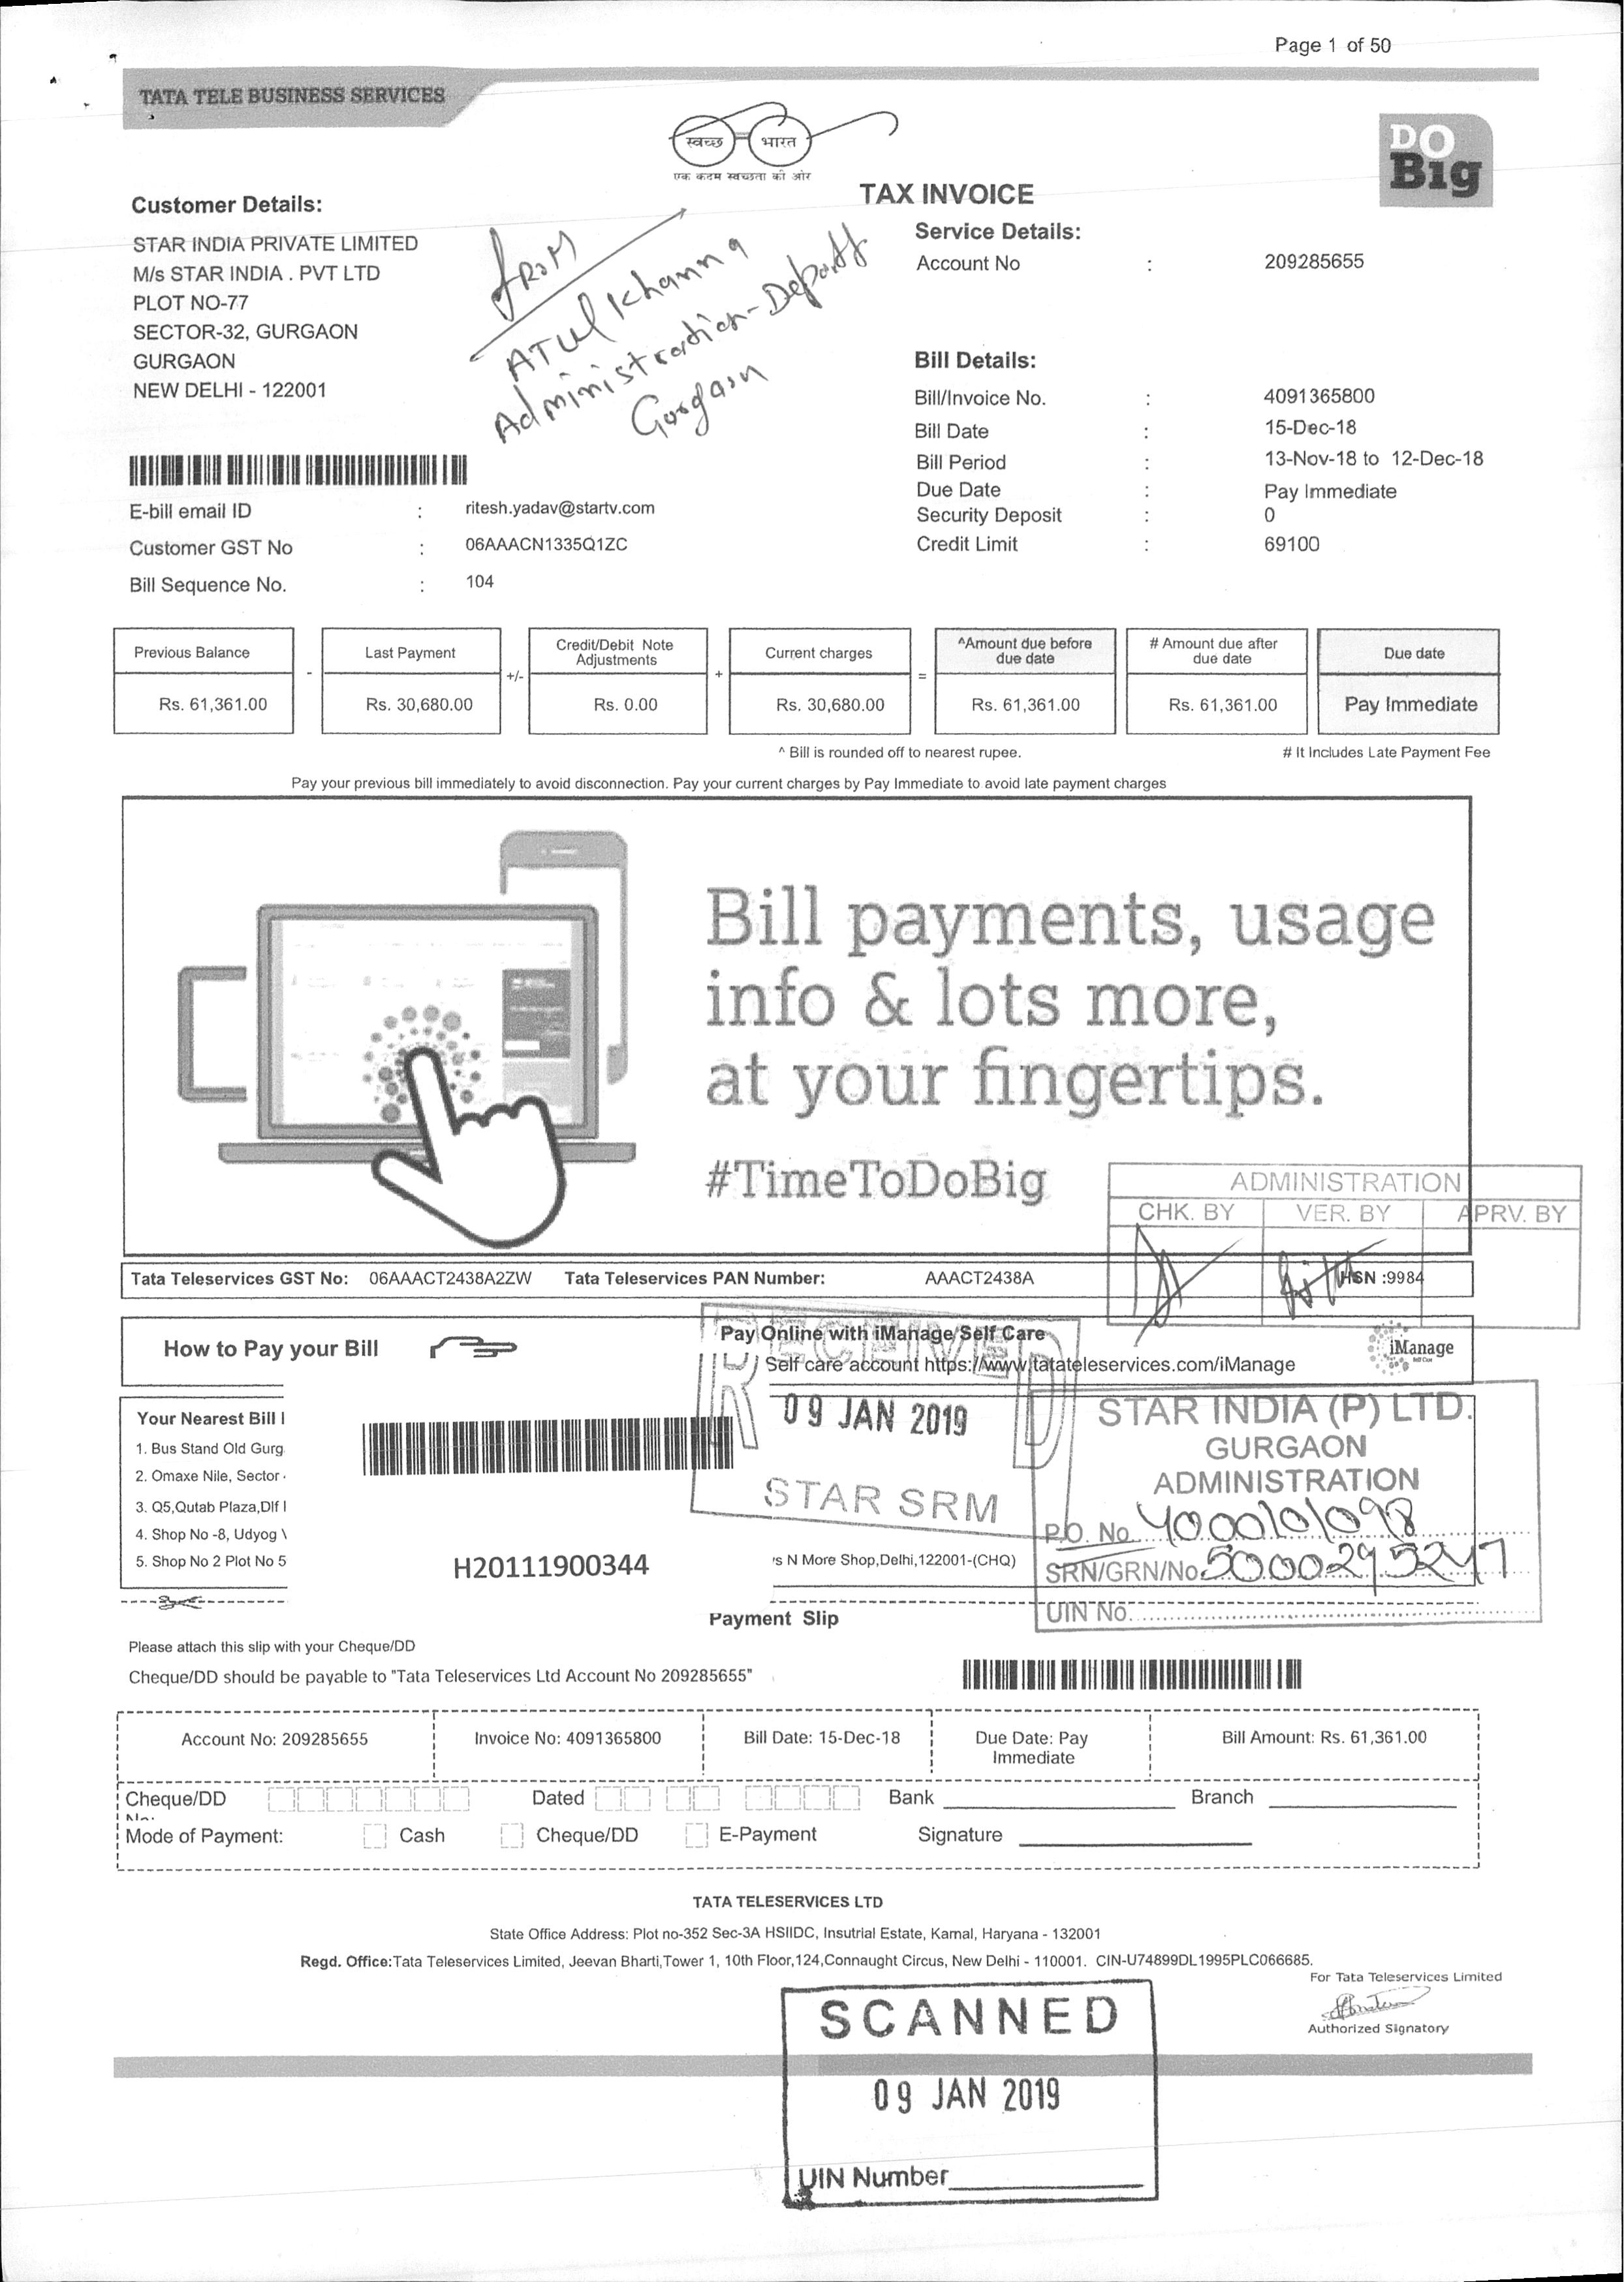 Page 1 of 50
TATA TELE BUSINESS SERVICES
स्वच्छ भारत
एक कदम स्वच्छता की ओर
DO
Big
TAX INVOICE
Customer Details:
STAR INDIA PRIVATE LIMITED
M/s STAR INDIA . PVT LTD
PLOT NO-77
SECTOR-32, GURGAON
GURGAON
NEW DELHI - 122001
FROM
ATUL Khanna
Administration-Deptt
Gurgaon
Service Details:
Account No : 209285655
Bill Details:
Bill/Invoice No. : 4091365800
Bill Date : 15-Dec-18
Bill Period : 13-Nov-18 to 12-Dec-18
Due Date : Pay Immediate
Security Deposit : 0
Credit Limit : 69100
E-bill email ID : ritesh.yadav@startv.com
Customer GST No : 06AAACN1335Q1ZC
Bill Sequence No. : 104
Previous Balance
Rs. 61,361.00
-
Last Payment
Rs. 30,680.00
+/-
Credit/Debit Note
Adjustments
Rs. 0.00
+
Current charges
Rs. 30,680.00
=
^Amount due before
due date
Rs. 61,361.00
# Amount due after
due date
Rs. 61,361.00
Due date
Pay Immediate
^ Bill is rounded off to nearest rupee.
# It Includes Late Payment Fee
Pay your previous bill immediately to avoid disconnection. Pay your current charges by Pay Immediate to avoid late payment charges
Bill payments, usage
info & lots more,
at your fingertips.
#TimeToDoBig
ADMINISTRATION
CHK. BY VER. BY APRV. BY
Tata Teleservices GST No: 06AAACT2438A2ZW Tata Teleservices PAN Number: AAACT2438A HSN :9984
How to Pay your Bill
Pay Online with iManage Self Care
Self care account https://www.tatateleservices.com/iManage
iManage
RECEIVED
09 JAN 2019
STAR SRM
Your Nearest Bill
1. Bus Stand Old Gurg
2. Omaxe Nile, Sector
3. Q5,Qutab Plaza,Dlf
4. Shop No -8, Udyog
5. Shop No 2 Plot No 5
H20111900344
's N More Shop,Delhi,122001-(CHQ)
STAR INDIA (P) LTD.
GURGAON
ADMINISTRATION
P.O. No. 4000101098
SRN/GRN/No. 5000295247
UIN No.
Payment Slip
Please attach this slip with your Cheque/DD
Cheque/DD should be payable to "Tata Teleservices Ltd Account No 209285655"
Account No: 209285655 Invoice No: 4091365800 Bill Date: 15-Dec-18 Due Date: Pay Immediate Bill Amount: Rs. 61,361.00
Cheque/DD No: Dated Bank Branch
Mode of Payment: Cash Cheque/DD E-Payment Signature
TATA TELESERVICES LTD
State Office Address: Plot no-352 Sec-3A HSIIDC, Insutrial Estate, Karnal, Haryana - 132001
Regd. Office:Tata Teleservices Limited, Jeevan Bharti,Tower 1, 10th Floor,124,Connaught Circus, New Delhi - 110001. CIN-U74899DL1995PLC066685.
For Tata Teleservices Limited
Authorized Signatory
SCANNED
09 JAN 2019
UIN Number